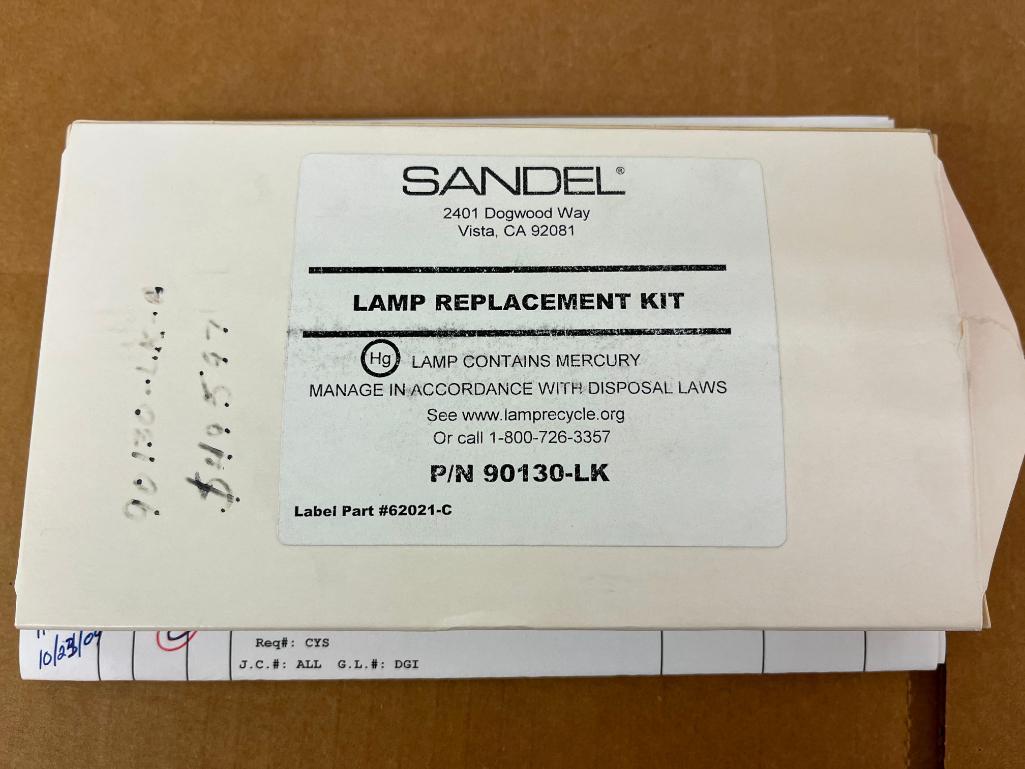 SANDEL®
2401 Dogwood Way
Vista, CA 92081
LAMP REPLACEMENT KIT
Hg LAMP CONTAINS MERCURY
MANAGE IN ACCORDANCE WITH DISPOSAL LAWS
See www.lamprecycle.org
Or call 1-800-726-3357
P/N 90130-LK
Label Part #62021-C
90130-LK-R
Req#: CYS
10/23/09
J.C.#: ALL G.L.#: DGI